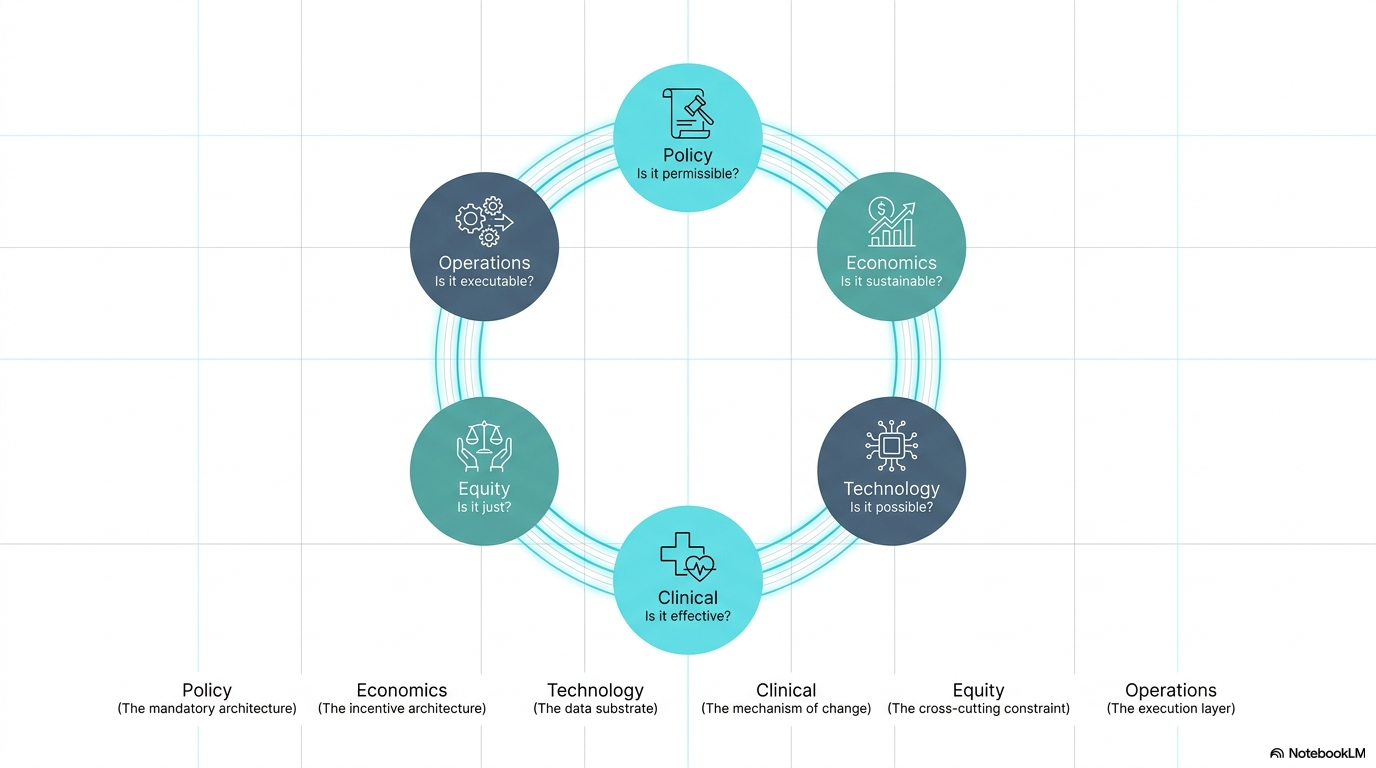 Policy
Is it permissible?
Operations
Is it executable?
Economics
Is it sustainable?
Equity
Is it just?
Technology
Is it possible?
Clinical
Is it effective?
Policy
(The mandatory architecture)
Economics
(The incentive architecture)
Technology
(The data substrate)
Clinical
(The mechanism of change)
Equity
(The cross-cutting constraint)
Operations
(The execution layer)
NotebookLM